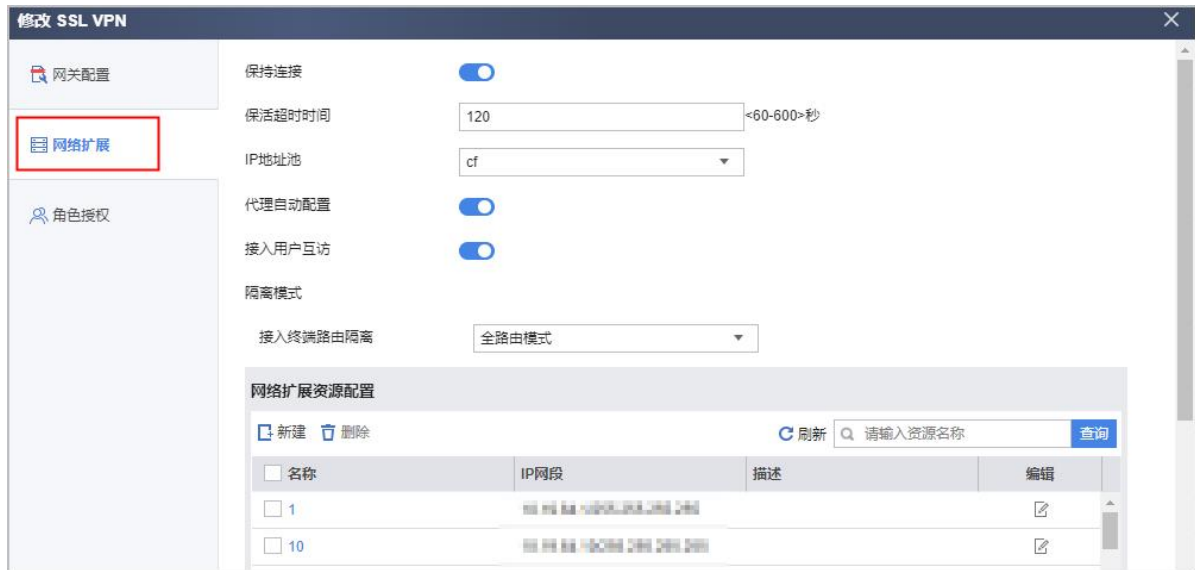 修改 SSL VPN
网关配置
网络扩展
角色授权
保持连接
保活超时时间 120 <60-600>秒
IP地址池 cf
代理自动配置
接入用户互访
隔离模式
接入终端路由隔离 全路由模式
网络扩展资源配置
新建 删除 刷新 请输入资源名称 查询
名称 IP网段 描述 编辑
1
10